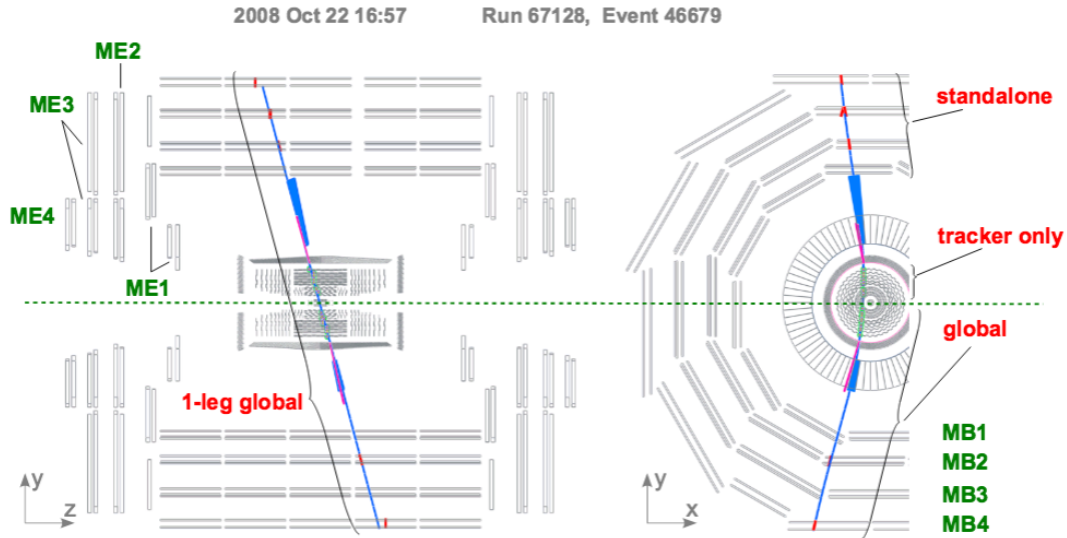 2008 Oct 22 16:57 Run 67128, Event 46679
ME2
ME3
ME4
ME1
1-leg global
y
z
standalone
tracker only
global
MB1
MB2
MB3
MB4
y
x